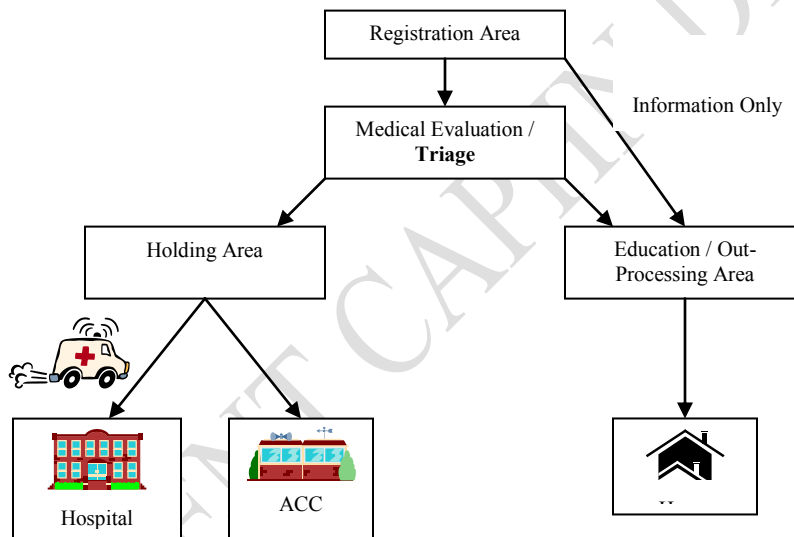 Registration Area
Information Only
Medical Evaluation /
Triage
Holding Area
Education / Out-
Processing Area
Hospital
ACC